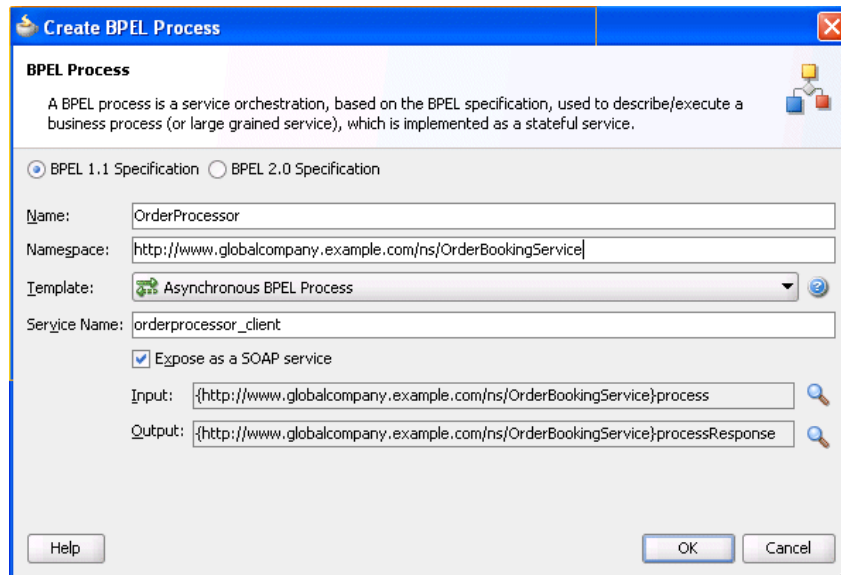 Create BPEL Process
BPEL Process
A BPEL process is a service orchestration, based on the BPEL specification, used to describe/execute a
business process (or large grained service), which is implemented as a stateful service.
BPEL 1.1 Specification BPEL 2.0 Specification
Name: OrderProcessor
Namespace: http://www.globalcompany.example.com/ns/OrderBookingService
Template: Asynchronous BPEL Process
Service Name: orderprocessor_client
Expose as a SOAP service
Input: {http://www.globalcompany.example.com/ns/OrderBookingService}process
Output: {http://www.globalcompany.example.com/ns/OrderBookingService}processResponse
Help OK Cancel